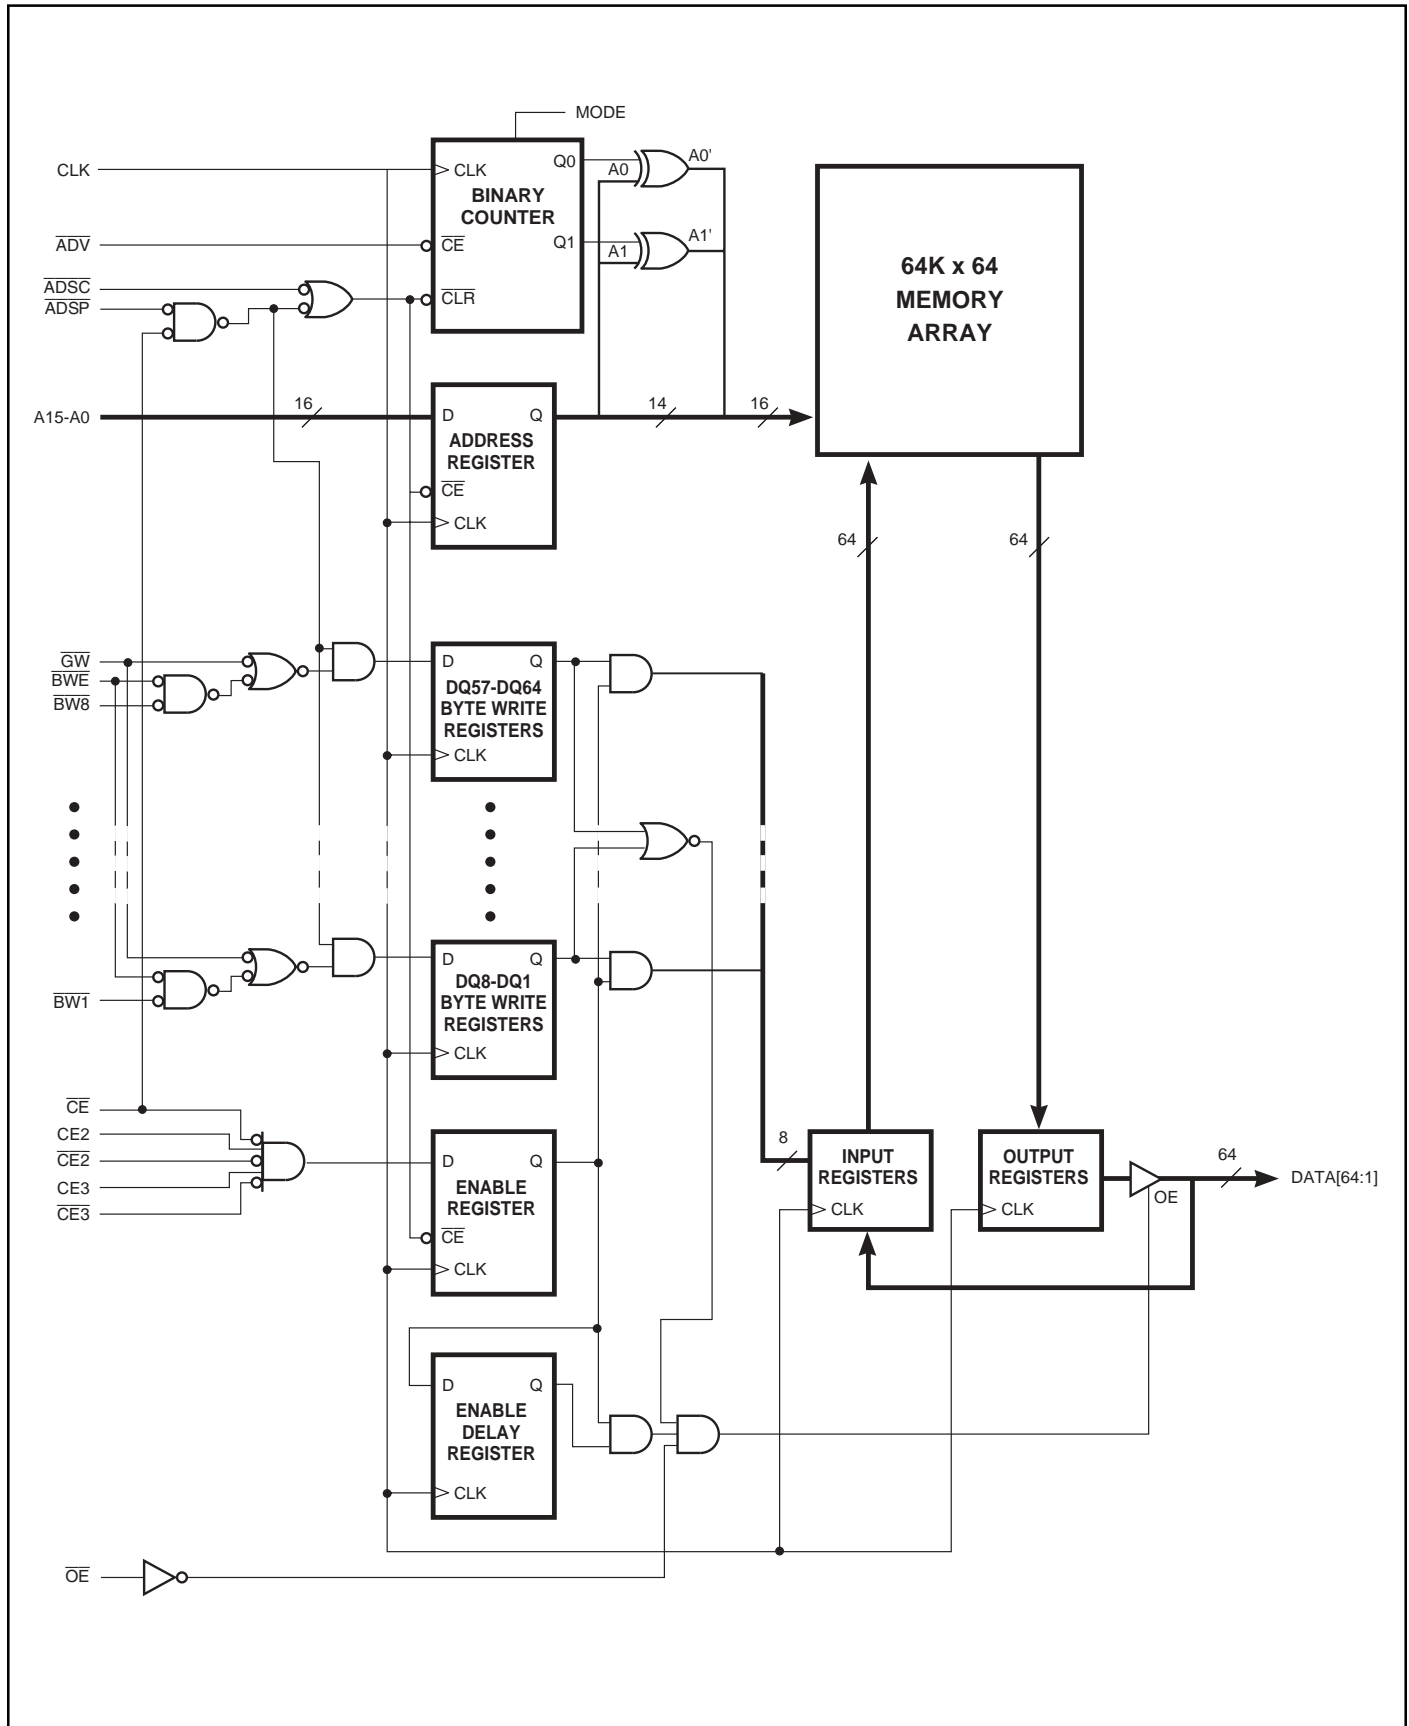 MODE
CLK
CLK
Q0
A0
A0'
BINARY
COUNTER
ADV
CE
Q1
A1
A1'
ADSC
ADSP
CLR
64K x 64
MEMORY
ARRAY
A15-A0
16
D
Q
14
16
ADDRESS
REGISTER
CE
CLK
64
64
GW
BWE
BW8
D
Q
DQ57-DQ64
BYTE WRITE
REGISTERS
CLK
BW1
D
Q
DQ8-DQ1
BYTE WRITE
REGISTERS
CLK
CE
CE2
CE2
CE3
CE3
D
Q
ENABLE
REGISTER
CE
CLK
8
INPUT
REGISTERS
CLK
OUTPUT
REGISTERS
CLK
OE
64
DATA[64:1]
D
Q
ENABLE
DELAY
REGISTER
CLK
OE